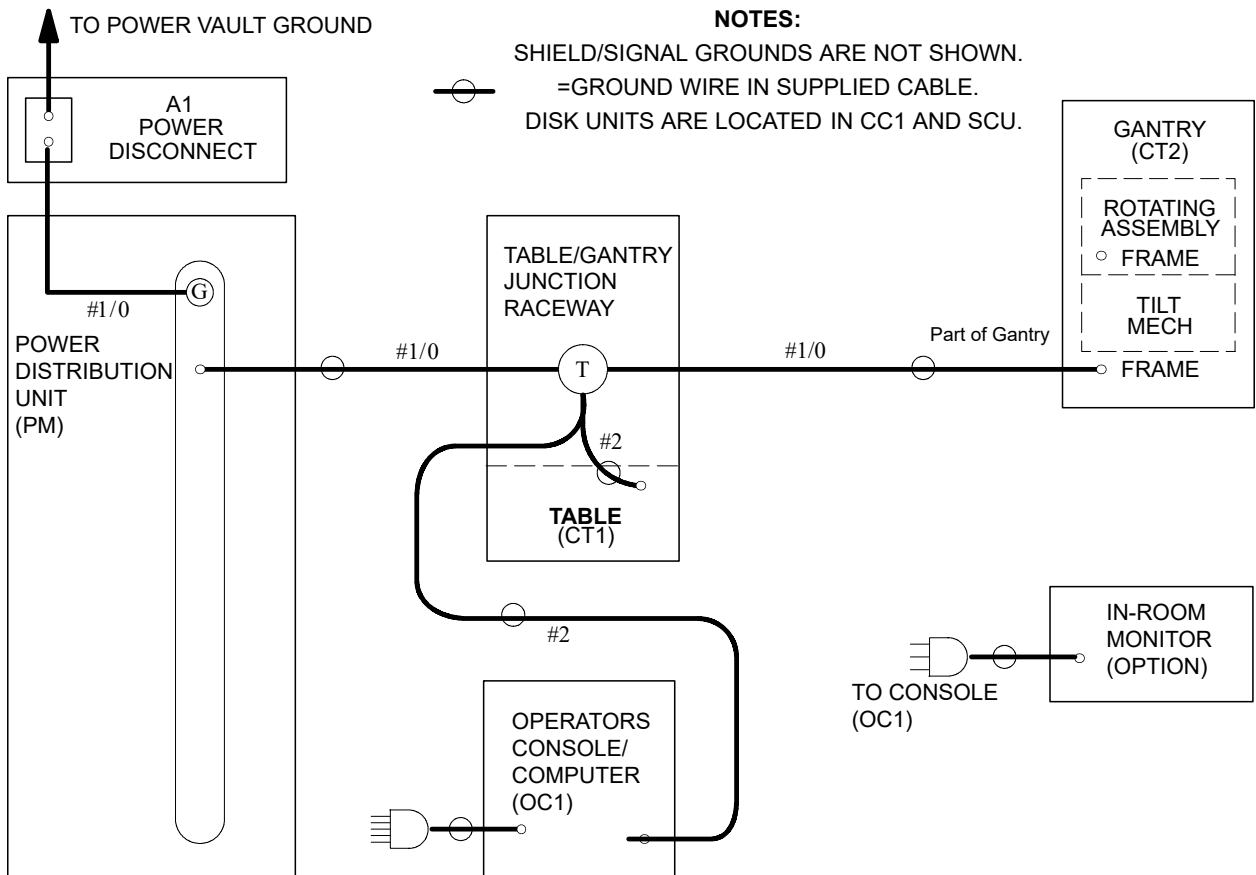 TO POWER VAULT GROUND
NOTES:
SHIELD/SIGNAL GROUNDS ARE NOT SHOWN.
=GROUND WIRE IN SUPPLIED CABLE.
DISK UNITS ARE LOCATED IN CC1 AND SCU.
A1
POWER
DISCONNECT
GANTRY
(CT2)
ROTATING
ASSEMBLY
FRAME
TILT
MECH
FRAME
TABLE/GANTRY
JUNCTION
RACEWAY
G
#1/0
POWER
DISTRIBUTION
UNIT
(PM)
#1/0
T
#1/0
Part of Gantry
#2
TABLE
(CT1)
#2
IN-ROOM
MONITOR
(OPTION)
TO CONSOLE
(OC1)
OPERATORS
CONSOLE/
COMPUTER
(OC1)